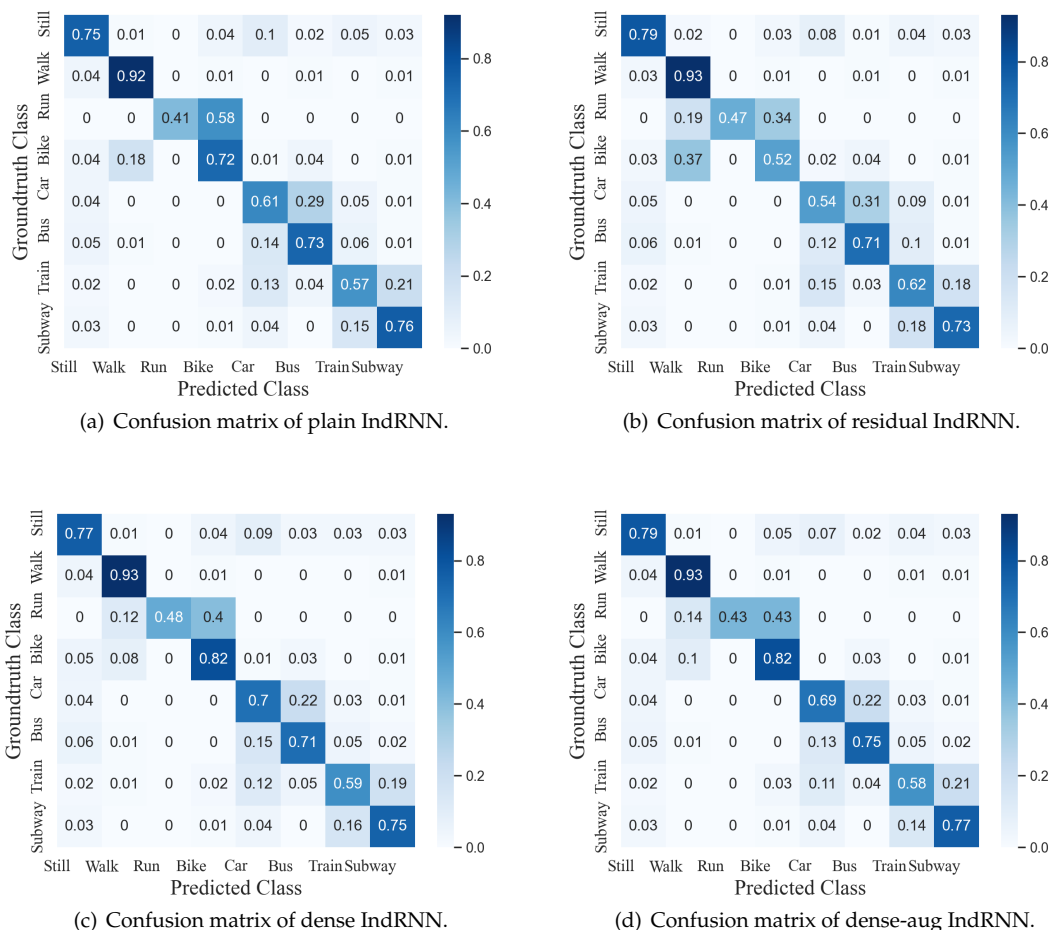 Still 0.75 0.01 0 0.04 0.1 0.02 0.05 0.03
Walk 0.04 0.92 0 0.01 0 0.01 0 0.01
Run 0 0 0.41 0.58 0 0 0 0
Bike 0.04 0.18 0 0.72 0.01 0.04 0 0.01
Car 0.04 0 0 0 0.61 0.29 0.05 0.01
Bus 0.05 0.01 0 0 0.14 0.73 0.06 0.01
Train 0.02 0 0 0.02 0.13 0.04 0.57 0.21
Subway 0.03 0 0 0.01 0.04 0 0.15 0.76
Groundtruth Class
0.8
0.6
0.4
0.2
0.0
Still Walk Run Bike Car Bus Train Subway
Predicted Class
(a) Confusion matrix of plain IndRNN.
Still 0.79 0.02 0 0.03 0.08 0.01 0.04 0.03
Walk 0.03 0.93 0 0.01 0 0.01 0 0.01
Run 0 0.19 0.47 0.34 0 0 0 0
Bike 0.03 0.37 0 0.52 0.02 0.04 0 0.01
Car 0.05 0 0 0 0.54 0.31 0.09 0.01
Bus 0.06 0.01 0 0 0.12 0.71 0.1 0.01
Train 0.02 0 0 0.01 0.15 0.03 0.62 0.18
Subway 0.03 0 0 0.01 0.04 0 0.18 0.73
Groundtruth Class
0.8
0.6
0.4
0.2
0.0
Still Walk Run Bike Car Bus Train Subway
Predicted Class
(b) Confusion matrix of residual IndRNN.
Still 0.77 0.01 0 0.04 0.09 0.03 0.03 0.03
Walk 0.04 0.93 0 0.01 0 0 0 0.01
Run 0 0.12 0.48 0.4 0 0 0 0
Bike 0.05 0.08 0 0.82 0.01 0.03 0 0.01
Car 0.04 0 0 0 0.7 0.22 0.03 0.01
Bus 0.06 0.01 0 0 0.15 0.71 0.05 0.02
Train 0.02 0.01 0 0.02 0.12 0.05 0.59 0.19
Subway 0.03 0 0 0.01 0.04 0 0.16 0.75
Groundtruth Class
0.8
0.6
0.4
0.2
0.0
Still Walk Run Bike Car Bus Train Subway
Predicted Class
(c) Confusion matrix of dense IndRNN.
Still 0.79 0.01 0 0.05 0.07 0.02 0.04 0.03
Walk 0.04 0.93 0 0.01 0 0 0.01 0.01
Run 0 0.14 0.43 0.43 0 0 0 0
Bike 0.04 0.1 0 0.82 0 0.03 0 0.01
Car 0.04 0 0 0 0.69 0.22 0.03 0.01
Bus 0.05 0.01 0 0 0.13 0.75 0.05 0.02
Train 0.02 0 0 0.03 0.11 0.04 0.58 0.21
Subway 0.03 0 0 0.01 0.04 0 0.14 0.77
Groundtruth Class
0.8
0.6
0.4
0.2
0.0
Still Walk Run Bike Car Bus Train Subway
Predicted Class
(d) Confusion matrix of dense-aug IndRNN.